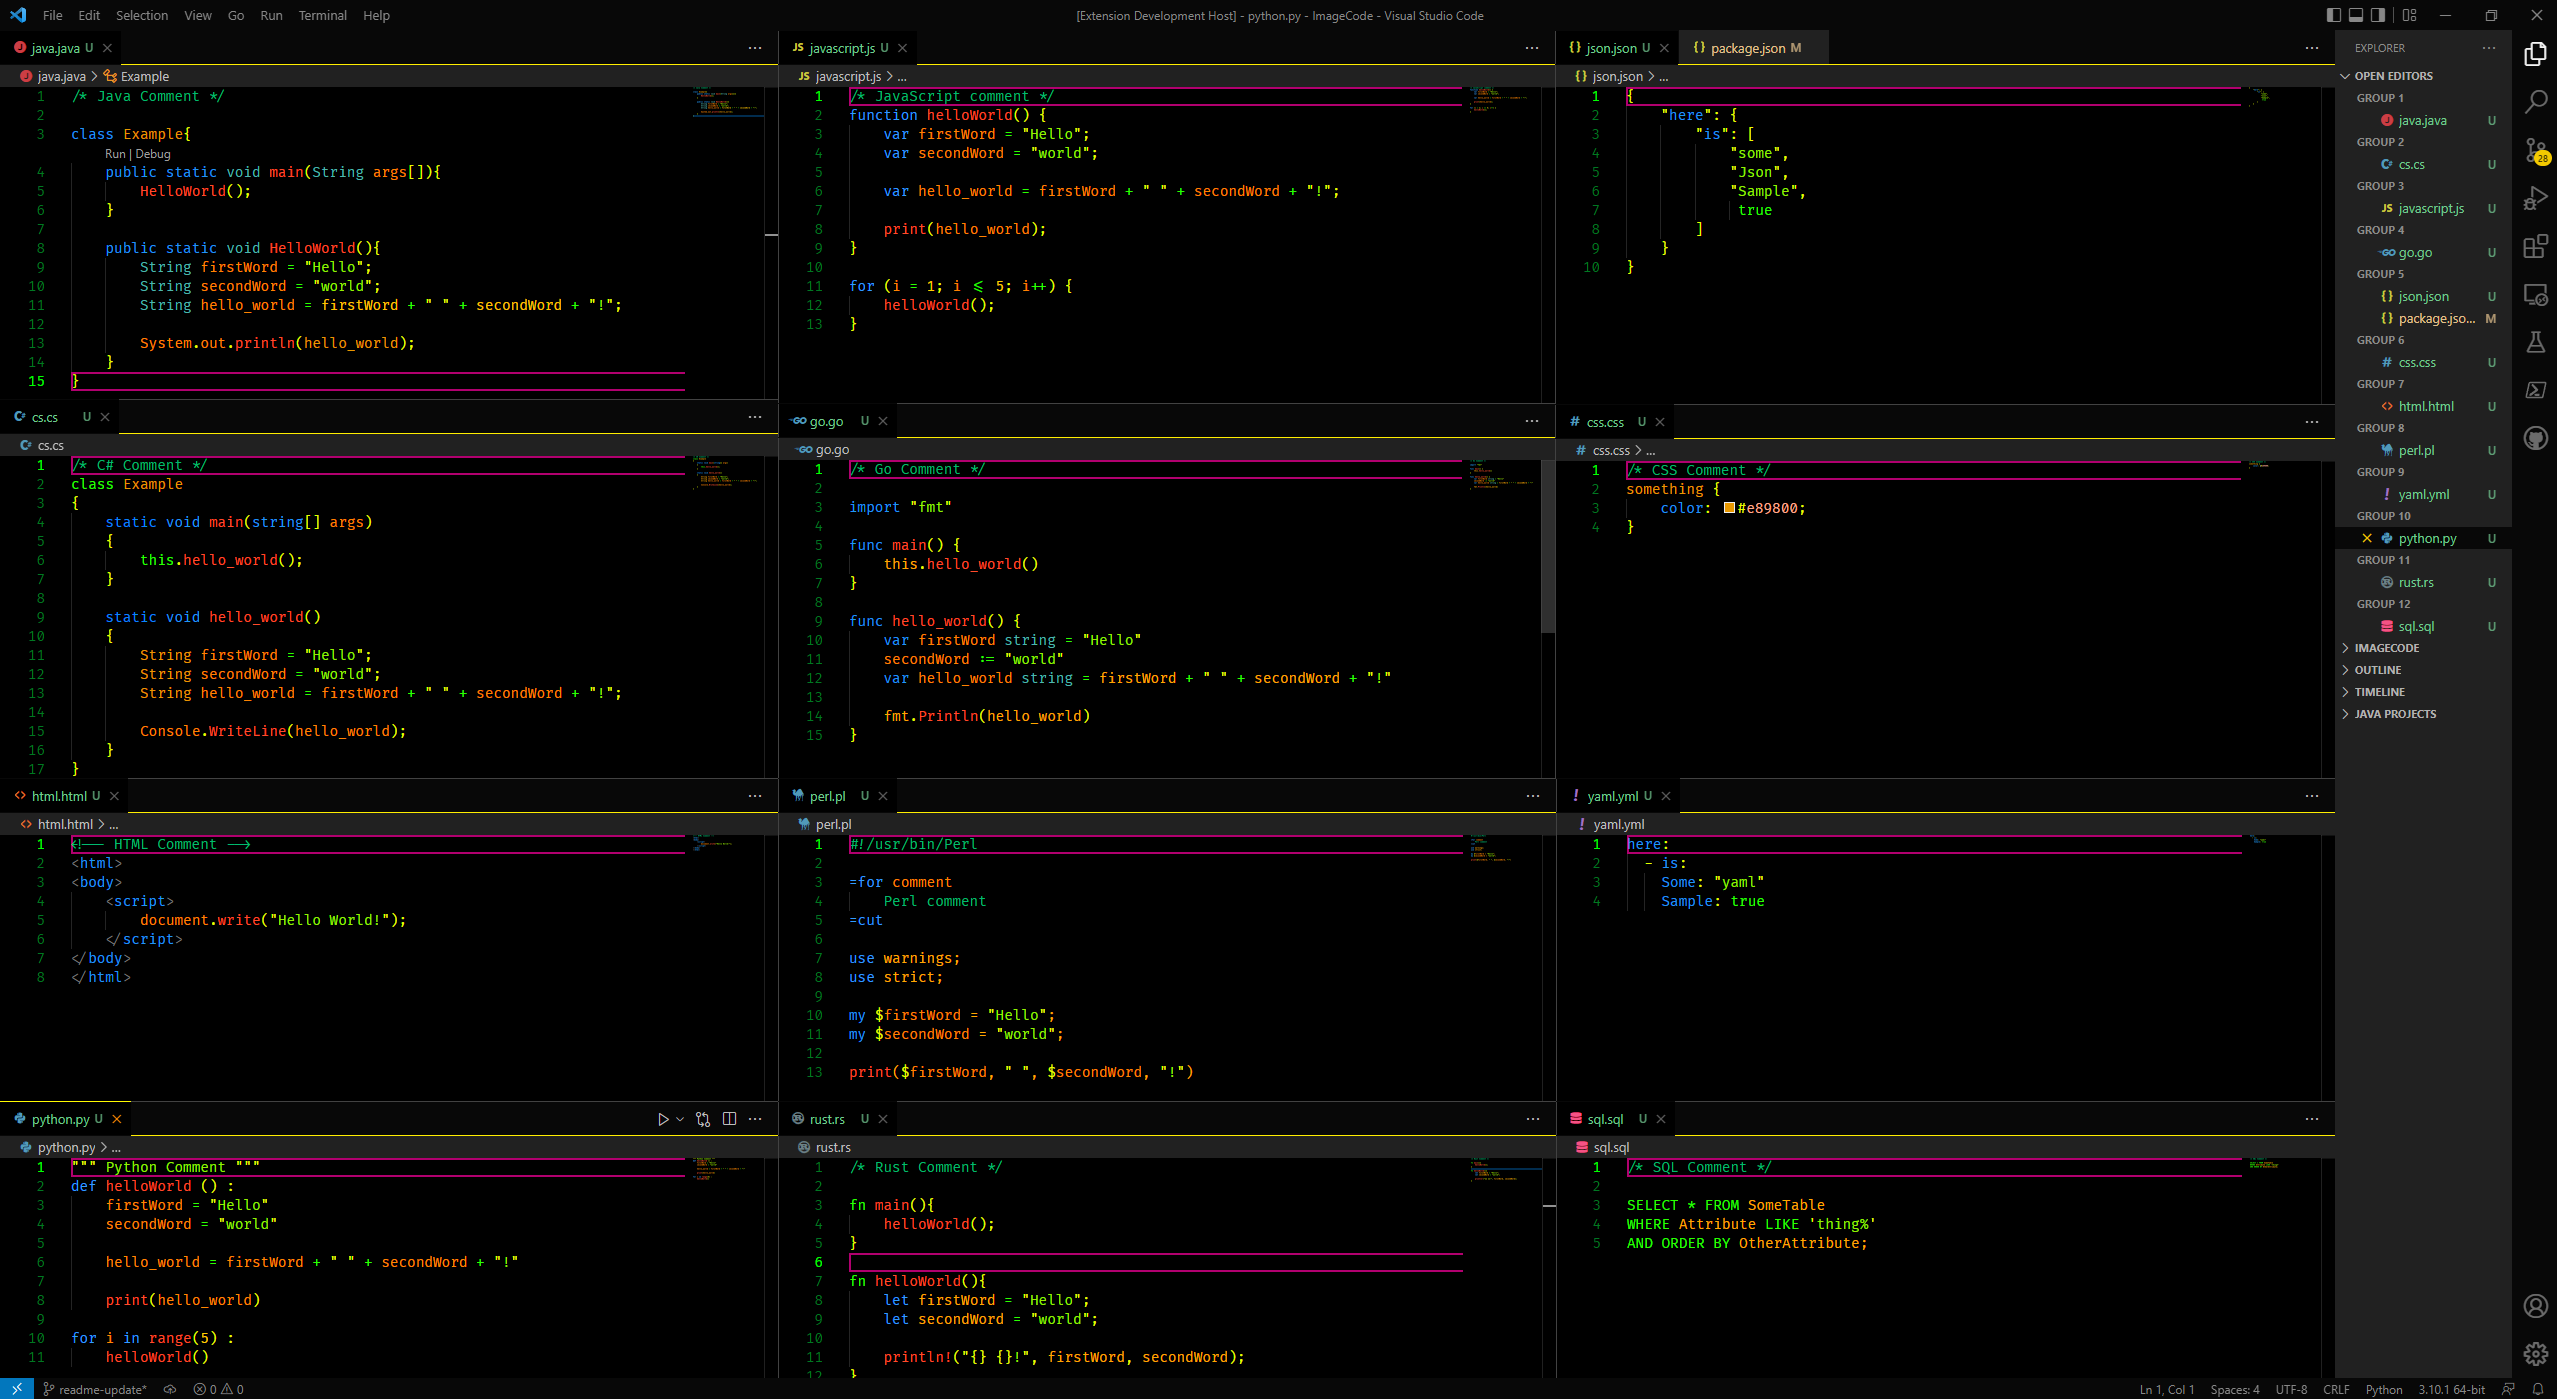 File Edit Selection View Go Run Terminal Help
[Extension Development Host] - python.py - ImageCode - Visual Studio Code
java.java U
java.java > Example
1 /* Java Comment */
2
3 class Example{
Run | Debug
4 public static void main(String args[]){
5 HelloWorld();
6 }
7
8 public static void HelloWorld(){
9 String firstWord = "Hello";
10 String secondWord = "world";
11 String hello_world = firstWord + " " + secondWord + "!";
12
13 System.out.println(hello_world);
14 }
15 }
JS javascript.js U
JS javascript.js > ...
1 /* JavaScript comment */
2 function helloWorld() {
3 var firstWord = "Hello";
4 var secondWord = "world";
5
6 var hello_world = firstWord + " " + secondWord + "!";
7
8 print(hello_world);
9 }
10
11 for (i = 1; i <= 5; i++) {
12 helloWorld();
13 }
{} json.json U {} package.json M
{} json.json > ...
1 {
2 "here": {
3 "is": [
4 "some",
5 "Json",
6 "Sample",
7 true
8 ]
9 }
10 }
cs.cs U
cs.cs
1 /* C# Comment */
2 class Example
3 {
4 static void main(string[] args)
5 {
6 this.hello_world();
7 }
8
9 static void hello_world()
10 {
11 String firstWord = "Hello";
12 String secondWord = "world";
13 String hello_world = firstWord + " " + secondWord + "!";
14
15 Console.WriteLine(hello_world);
16 }
17 }
GO go.go U
GO go.go
1 /* Go Comment */
2
3 import "fmt"
4
5 func main() {
6 this.hello_world()
7 }
8
9 func hello_world() {
10 var firstWord string = "Hello"
11 secondWord := "world"
12 var hello_world string = firstWord + " " + secondWord + "!"
13
14 fmt.Println(hello_world)
15 }
# css.css U
# css.css > ...
1 /* CSS Comment */
2 something {
3 color: #e89800;
4 }
<> html.html U
<> html.html > ...
1 <!-- HTML Comment -->
2 <html>
3 <body>
4 <script>
5 document.write("Hello World!");
6 </script>
7 </body>
8 </html>
perl.pl U
perl.pl
1 #!/usr/bin/Perl
2
3 =for comment
4 Perl comment
5 =cut
6
7 use warnings;
8 use strict;
9
10 my $firstWord = "Hello";
11 my $secondWord = "world";
12
13 print($firstWord, " ", $secondWord, "!")
! yaml.yml U
! yaml.yml
1 here:
2 - is:
3 Some: "yaml"
4 Sample: true
python.py U
python.py > ...
1 """ Python Comment """
2 def helloWorld () :
3 firstWord = "Hello"
4 secondWord = "world"
5
6 hello_world = firstWord + " " + secondWord + "!"
7
8 print(hello_world)
9
10 for i in range(5) :
11 helloWorld()
rust.rs U
rust.rs
1 /* Rust Comment */
2
3 fn main(){
4 helloWorld();
5 }
6
7 fn helloWorld(){
8 let firstWord = "Hello";
9 let secondWord = "world";
10
11 println!("{} {}!", firstWord, secondWord);
12 }
sql.sql U
sql.sql
1 /* SQL Comment */
2
3 SELECT * FROM SomeTable
4 WHERE Attribute LIKE 'thing%'
5 AND ORDER BY OtherAttribute;
EXPLORER
OPEN EDITORS
GROUP 1
java.java U
GROUP 2
cs.cs U
GROUP 3
JS javascript.js U
GROUP 4
GO go.go U
GROUP 5
{} json.json U
{} package.jso... M
GROUP 6
# css.css U
GROUP 7
<> html.html U
GROUP 8
perl.pl U
GROUP 9
! yaml.yml U
GROUP 10
python.py U
GROUP 11
rust.rs U
GROUP 12
sql.sql U
IMAGECODE
OUTLINE
TIMELINE
JAVA PROJECTS
28
readme-update* 0 0
Ln 1, Col 1 Spaces: 4 UTF-8 CRLF Python 3.10.1 64-bit